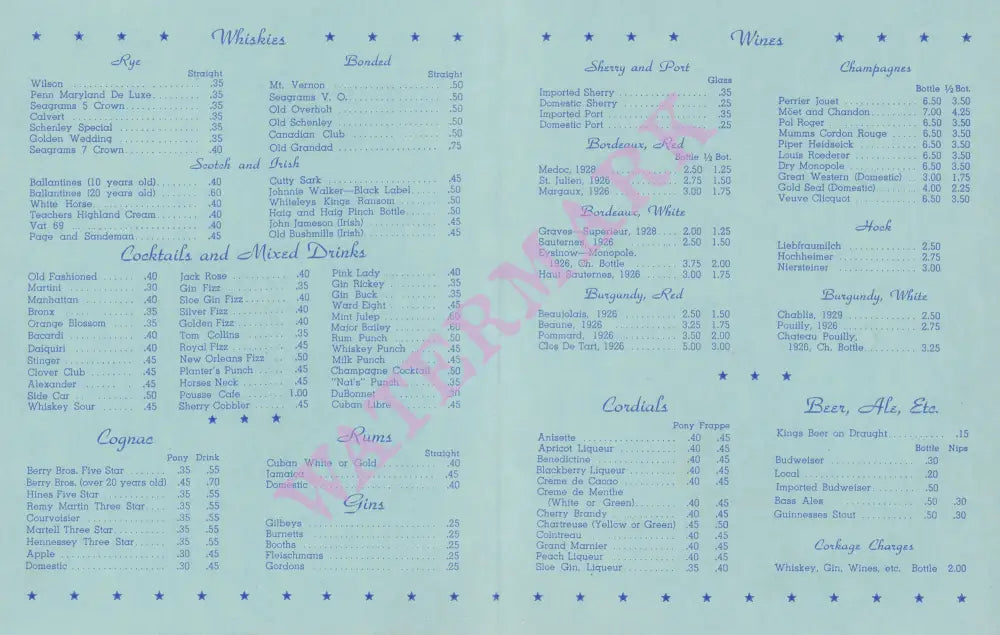 Whiskies
Rye
Straight
Wilson .35
Penn Maryland De Luxe .35
Seagrams 5 Crown .35
Calvert .35
Schenley Special .35
Golden Wedding .35
Seagrams 7 Crown .40
Bonded
Straight
Mt. Vernon .50
Seagrams V. O. .50
Old Overholt .50
Old Schenley .50
Canadian Club .50
Old Grandad .75
Scotch and Irish
Ballantines (10 years old) .40
Ballantines (20 years old) .60
White Horse .40
Teachers Highland Cream .40
Vat 69 .40
Page and Sandeman .45
Cutty Sark .45
Johnnie Walker—Black Label .50
Whiteleys Kings Ransom .50
Haig and Haig Pinch Bottle .50
John Jameson (Irish) .45
Old Bushmills (Irish) .45
Cocktails and Mixed Drinks
Old Fashioned .40
Martini .30
Manhattan .40
Bronx .35
Orange Blossom .35
Bacardi .40
Daiquiri .40
Stinger .45
Clover Club .45
Alexander .45
Side Car .50
Whiskey Sour .45
Jack Rose .40
Gin Fizz .35
Sloe Gin Fizz .40
Silver Fizz .40
Golden Fizz .40
Tom Collins .35
Royal Fizz .45
New Orleans Fizz .50
Planter's Punch .45
Horses Neck .45
Pousse Cafe 1.00
Sherry Cobbler .45
Pink Lady .40
Gin Rickey .35
Gin Buck .35
Ward Eight .45
Mint Julep .60
Major Bailey .60
Rum Punch .50
Whiskey Punch .45
Milk Punch .45
Champagne Cocktail .50
"Nat's" Punch .35
DuBonnet .30
Cuban Libre .45
Cognac
Pony Drink
Berry Bros. Five Star .35 .55
Berry Bros. (over 20 years old) .45 .70
Hines Five Star .35 .55
Remy Martin Three Star .35 .55
Courvoisier .35 .55
Martell Three Star .35 .55
Hennessey Three Star .35 .55
Apple .30 .45
Domestic .30 .45
Rums
Straight
Cuban White or Gold .40
Jamaica .45
Domestic .40
Gins
Gilbeys .25
Burnetts .25
Booths .25
Fleischmans .25
Gordons .25
Wines
Sherry and Port
Glass
Imported Sherry .35
Domestic Sherry .25
Imported Port .35
Domestic Port .25
Bordeaux, Red
Bottle ½ Bot.
Medoc, 1928 2.50 1.25
St. Julien, 1926 2.75 1.50
Margaux, 1926 3.00 1.75
Bordeaux, White
Graves Superieur, 1928 2.00 1.25
Sauternes, 1926 2.50 1.50
Eyshnow—Monopole,
1926, Ch. Bottle 3.75 2.00
Haut Sauternes, 1926 3.00 1.75
Burgundy, Red
Beaujolais, 1926 2.50 1.50
Beaune, 1926 3.25 1.75
Pommard, 1926 3.50 2.00
Clos De Tart, 1926 5.00 3.00
Champagnes
Bottle ½ Bot.
Perrier Jouet 6.50 3.50
Möet and Chandon 7.00 4.25
Pol Roger 6.50 3.50
Mumms Cordon Rouge 6.50 3.50
Piper Heidseick 6.50 3.50
Louis Roederer 6.50 3.50
Dry Monopole 6.50 3.50
Great Western (Domestic) 3.00 1.75
Gold Seal (Domestic) 4.00 2.25
Veuve Clicquot 6.50 3.50
Hock
Liebfraumilch 2.50
Hochheimer 2.75
Niersteiner 3.00
Burgundy, White
Chablis, 1929 2.50
Pouilly, 1926 2.75
Chateau Pouilly,
1926, Ch. Bottle 3.25
Cordials
Pony Frappe
Anisette .40 .45
Apricot Liqueur .40 .45
Benedictine .40 .45
Blackberry Liqueur .40 .45
Creme de Cacao .40 .45
Creme de Menthe
(White or Green) .40 .45
Cherry Brandy .40 .45
Chartreuse (Yellow or Green) .45 .50
Cointreau .40 .45
Grand Marnier .40 .45
Peach Liqueur .40 .45
Sloe Gin, Liqueur .35 .40
Beer, Ale, Etc.
Kings Beer on Draught .15
Bottle Nips
Budweiser .30
Local .20
Imported Budweiser .50
Bass Ales .50 .30
Guinnesses Stout .50 .30
Corkage Charges
Whiskey, Gin, Wines, etc. Bottle 2.00
WATERMARK